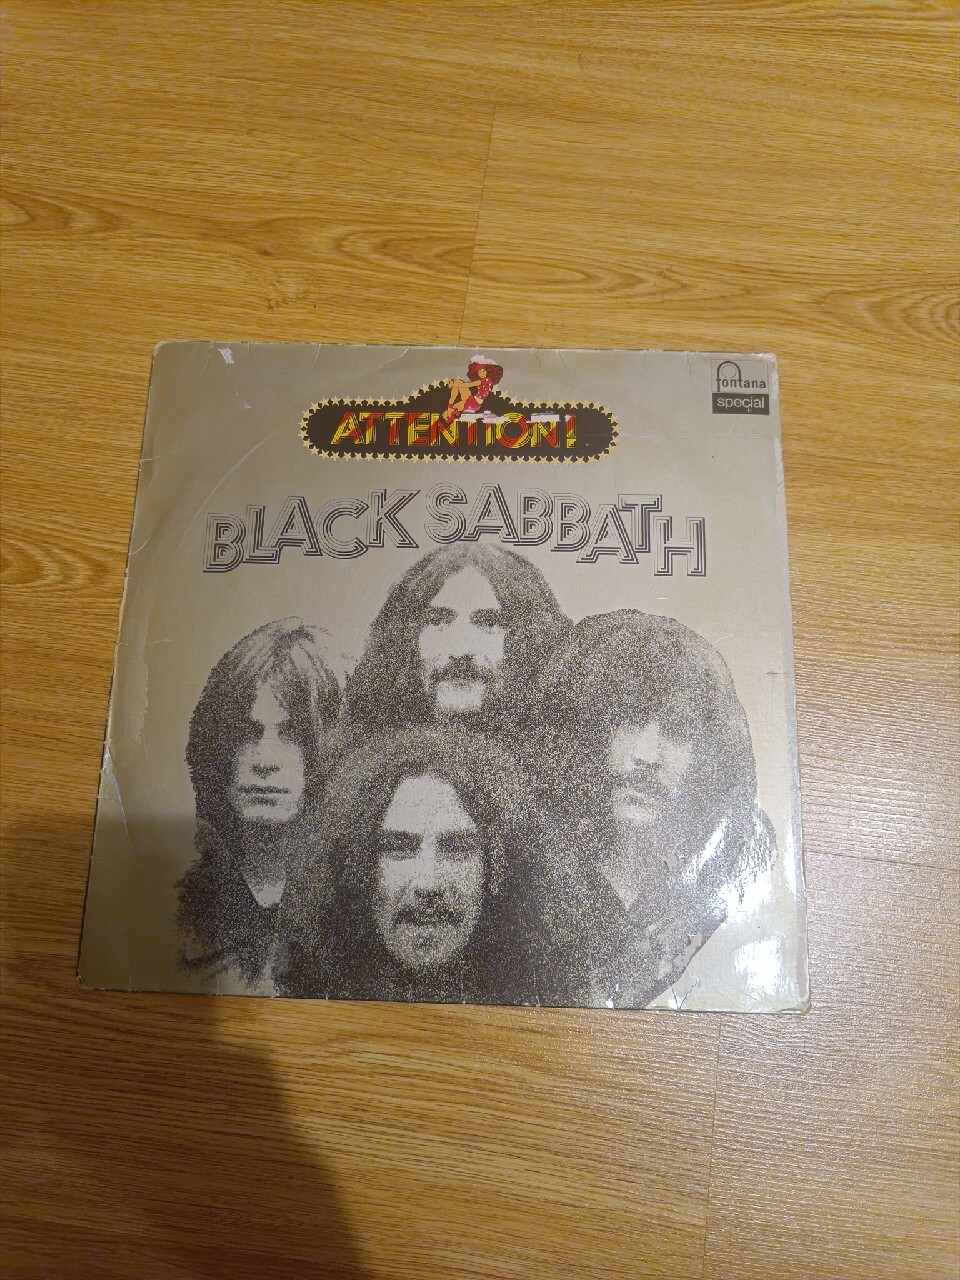 fontana
special
ATTENTION!
BLACK SABBATH